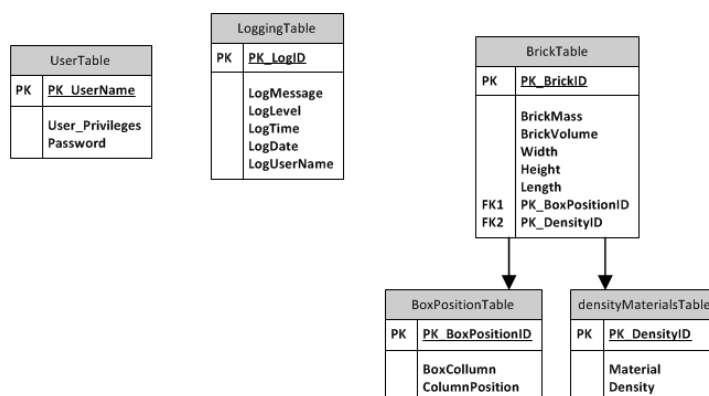 UserTable
PK PK_UserName
User_Privileges
Password
LoggingTable
PK PK_LogID
LogMessage
LogLevel
LogTime
LogDate
LogUserName
BrickTable
PK PK_BrickID
BrickMass
BrickVolume
Width
Height
Length
FK1 PK_BoxPositionID
FK2 PK_DensityID
BoxPositionTable
PK PK_BoxPositionID
BoxCollumn
ColumnPosition
densityMaterialsTable
PK PK_DensityID
Material
Density